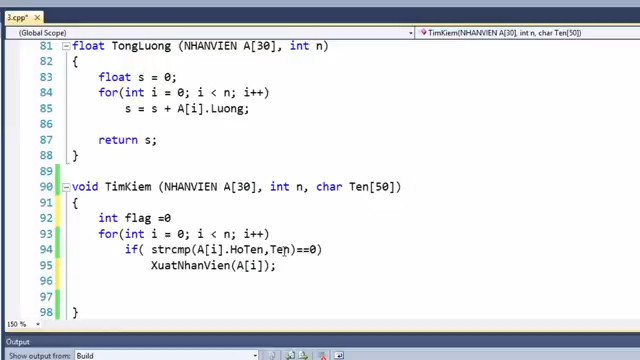 3.cpp*
(Global Scope) TimKiem(NHANVIEN A[30], int n, char Ten[50])
81 float TongLuong (NHANVIEN A[30], int n)
82 {
83 float s = 0;
84 for(int i = 0; i < n; i++)
85 s = s + A[i].Luong;
86
87 return s;
88 }
89
90 void TimKiem (NHANVIEN A[30], int n, char Ten[50])
91 {
92 int flag =0
93 for(int i = 0; i < n; i++)
94 if( strcmp(A[i].HoTen,Ten)==0)
95 XuatNhanVien(A[i]);
96
97
98 }
150 %
Output
Show output from: Build